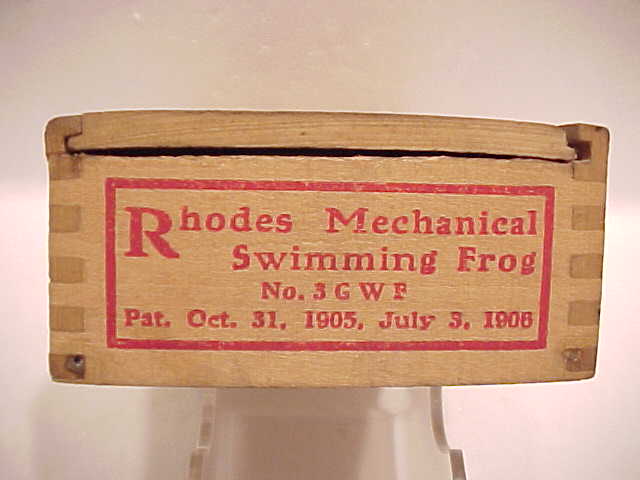 Rhodes Mechanical
Swimming Frog
No. 3 G W B
Pat. Oct. 31, 1905, July 3, 1906